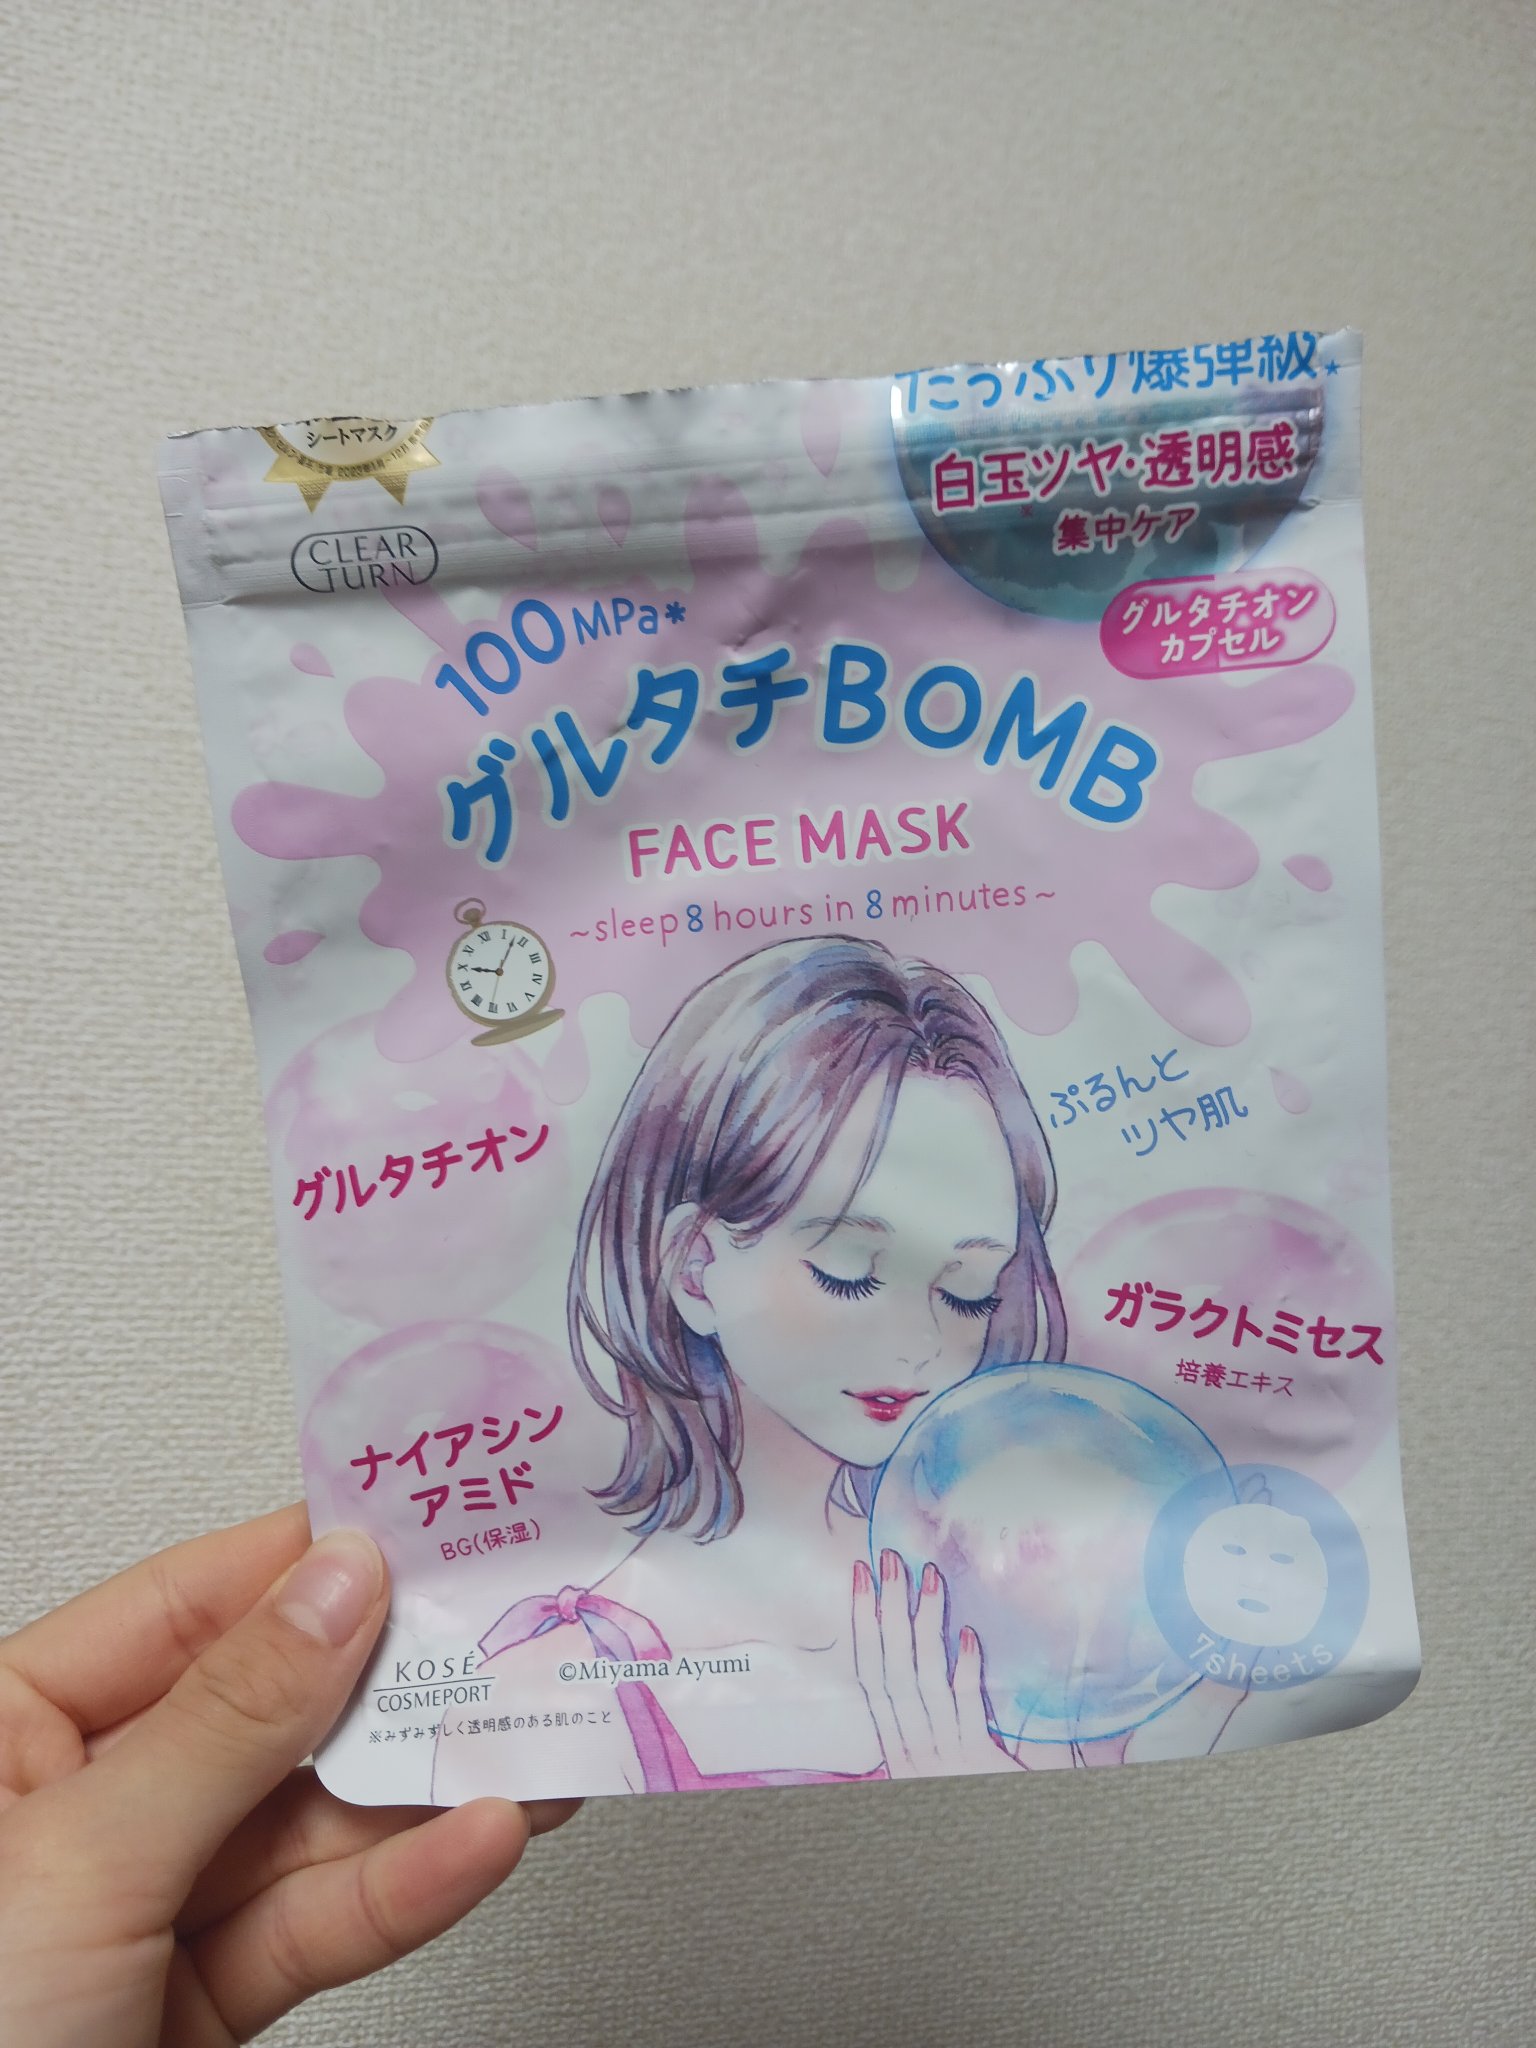 たっぷり爆弾級
白玉ツヤ・透明感
※
集中ケア
シートマスク
CLEAR
TURN
グルタチオン
カプセル
100MPa*
グルタチBOMB
FACE MASK
~sleep 8 hours in 8 minutes~
ぷるんと
ツヤ肌
グルタチオン
ガラクトミセス
培養エキス
ナイアシン
アミド
BG(保湿)
7sheets
KOSÉ
COSMEPORT
©Miyama Ayumi
※みずみずしく透明感のある肌のこと